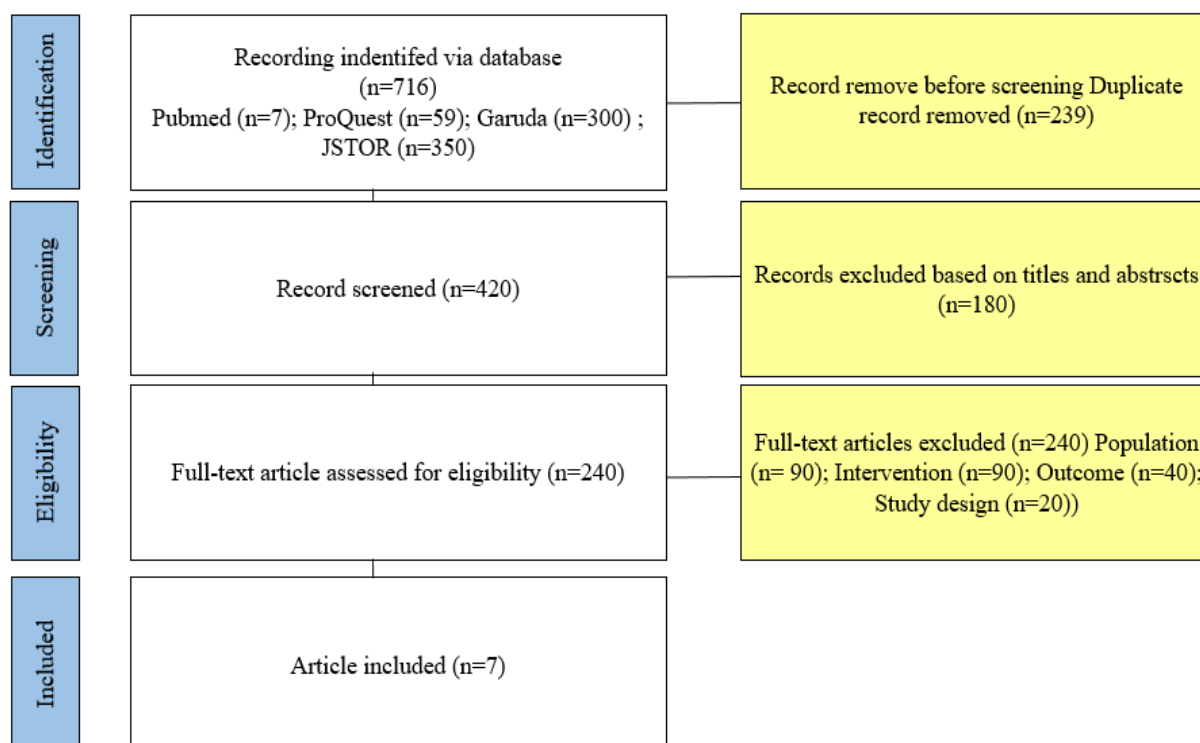 Identification
Recording indentifed via database
(n=716)
Pubmed (n=7); ProQuest (n=59); Garuda (n=300) ;
JSTOR (n=350)
Record remove before screening Duplicate
record removed (n=239)
Screening
Record screened (n=420)
Records excluded based on titles and abstrscts
(n=180)
Eligibility
Full-text article assessed for eligibility (n=240)
Full-text articles excluded (n=240) Population
(n= 90); Intervention (n=90); Outcome (n=40);
Study design (n=20))
Included
Article included (n=7)